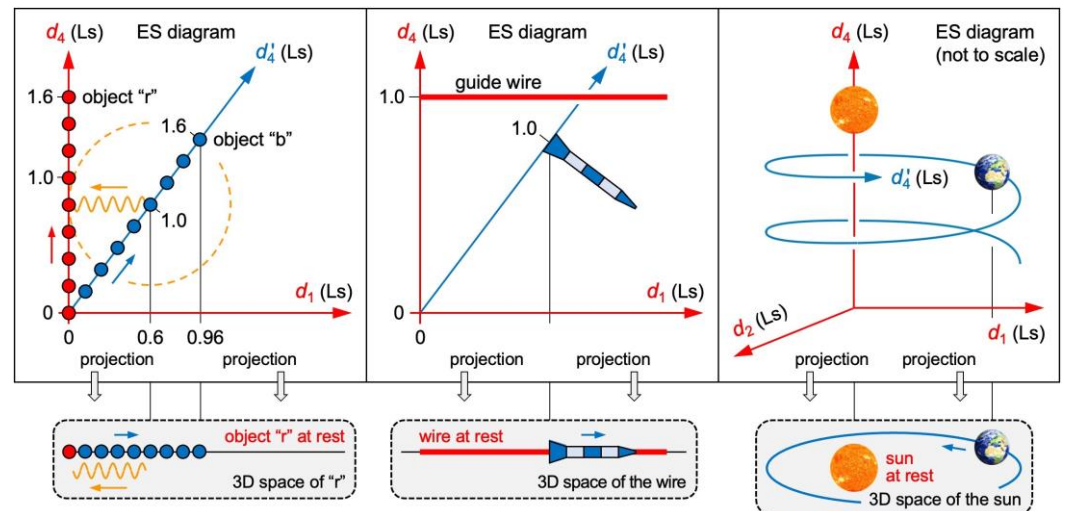 d4 (Ls)
ES diagram
d'4 (Ls)
1.6
object “r”
1.6
object “b”
1.0
1.0
d1 (Ls)
0
0
0.6
0.96
projection
projection
object “r” at rest
3D space of “r”
d4 (Ls)
ES diagram
d'4 (Ls)
guide wire
1.0
1.0
d1 (Ls)
0
0
projection
projection
wire at rest
3D space of the wire
d4 (Ls)
ES diagram
(not to scale)
d'4 (Ls)
d2 (Ls)
d1 (Ls)
projection
projection
sun
at rest
3D space of the sun